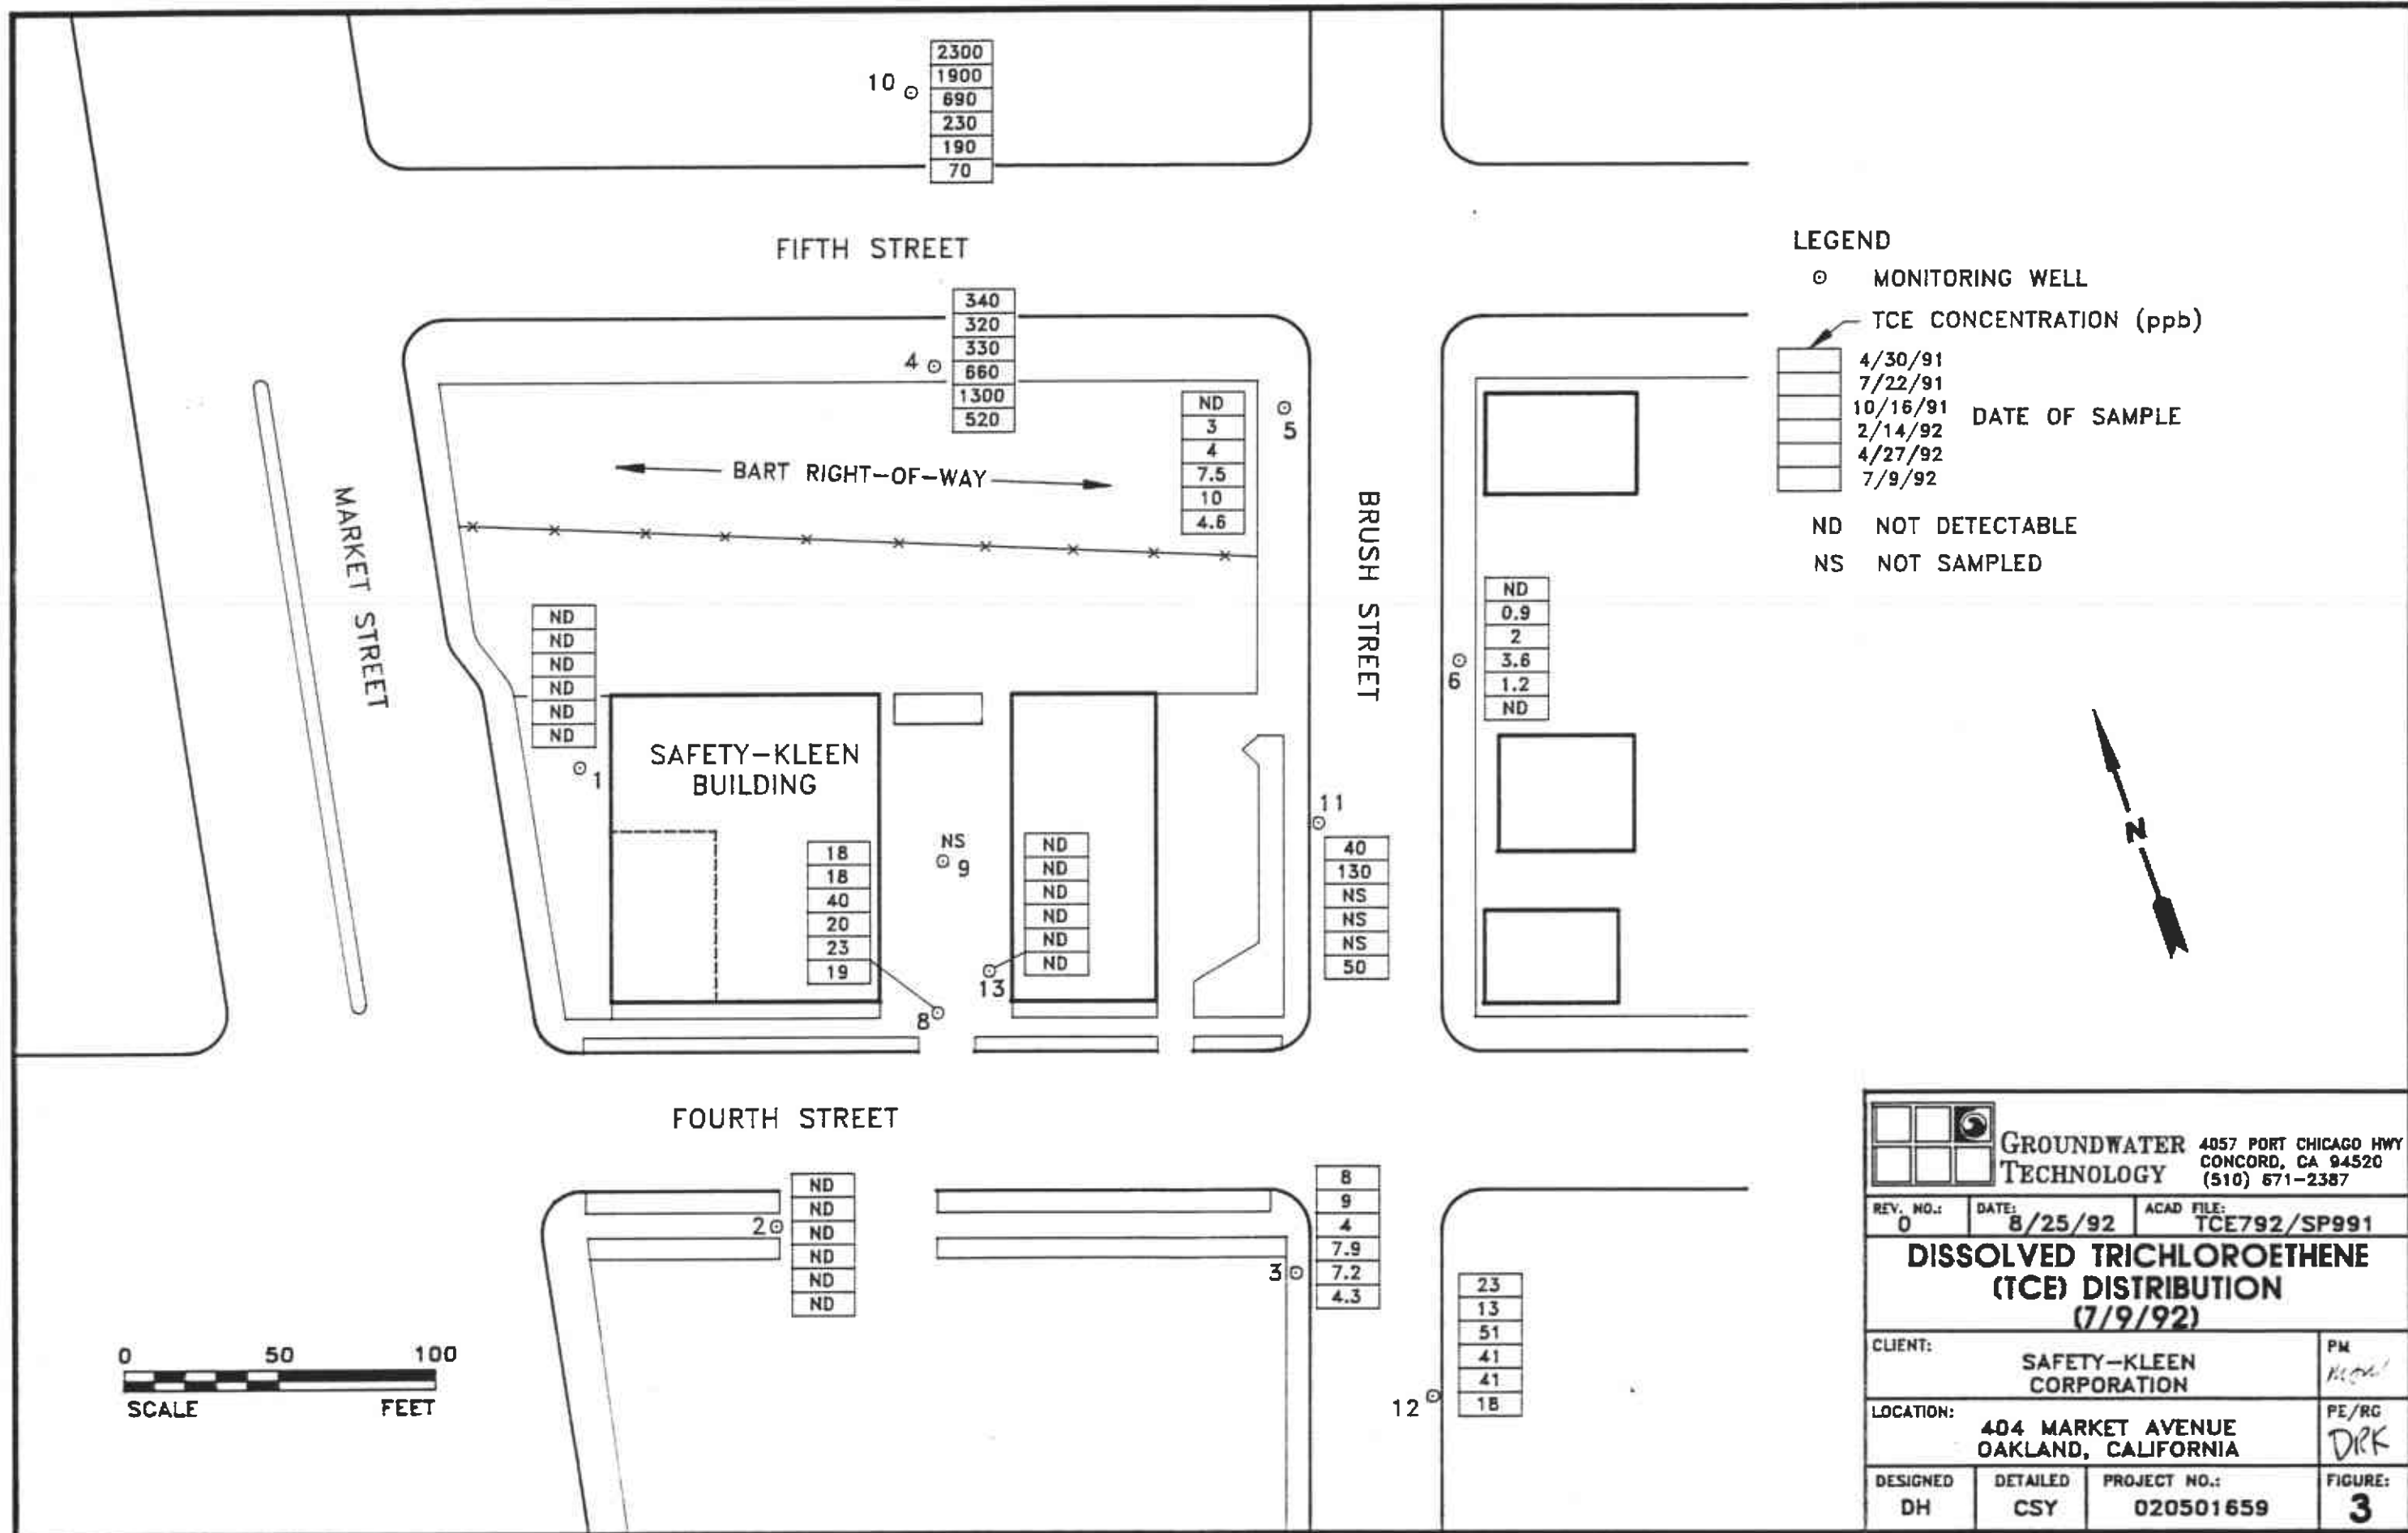 10
2300
1900
690
230
190
70
FIFTH STREET
4
340
320
330
660
1300
520
ND
3
4
7.5
10
4.6
5
BART RIGHT-OF-WAY
MARKET STREET
BRUSH STREET
ND
ND
ND
ND
ND
ND
1
SAFETY-KLEEN
BUILDING
18
18
40
20
23
19
8
NS
9
ND
ND
ND
ND
ND
ND
13
ND
0.9
2
3.6
1.2
ND
6
11
40
130
NS
NS
NS
50
FOURTH STREET
2
ND
ND
ND
ND
ND
ND
3
8
9
4
7.9
7.2
4.3
12
23
13
51
41
41
18
0 50 100
SCALE FEET
LEGEND
MONITORING WELL
TCE CONCENTRATION (ppb)
4/30/91
7/22/91
10/16/91
2/14/92
4/27/92
7/9/92
DATE OF SAMPLE
ND NOT DETECTABLE
NS NOT SAMPLED
N
GROUNDWATER
TECHNOLOGY
4057 PORT CHICAGO HWY
CONCORD, CA 94520
(510) 671-2387
REV. NO.: 0
DATE: 8/25/92
ACAD FILE: TCE792/SP991
DISSOLVED TRICHLOROETHENE
(TCE) DISTRIBUTION
(7/9/92)
CLIENT:
SAFETY-KLEEN
CORPORATION
PM
LOCATION:
404 MARKET AVENUE
OAKLAND, CALIFORNIA
PE/RG
DRK
DESIGNED
DH
DETAILED
CSY
PROJECT NO.:
020501659
FIGURE:
3